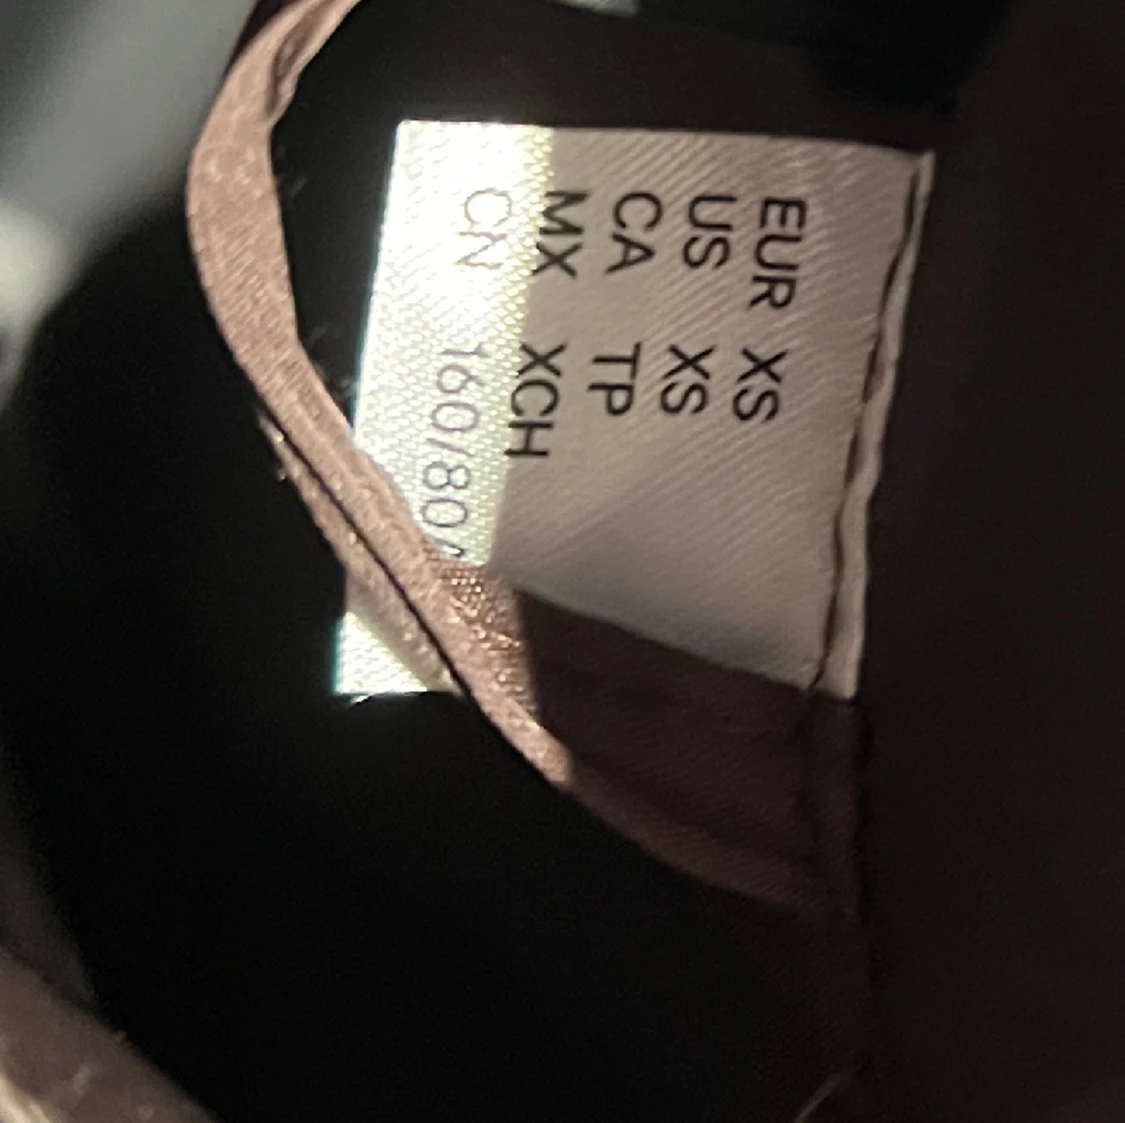 EUR XS
US XS
CA TP
MX XCH
CN 160/80